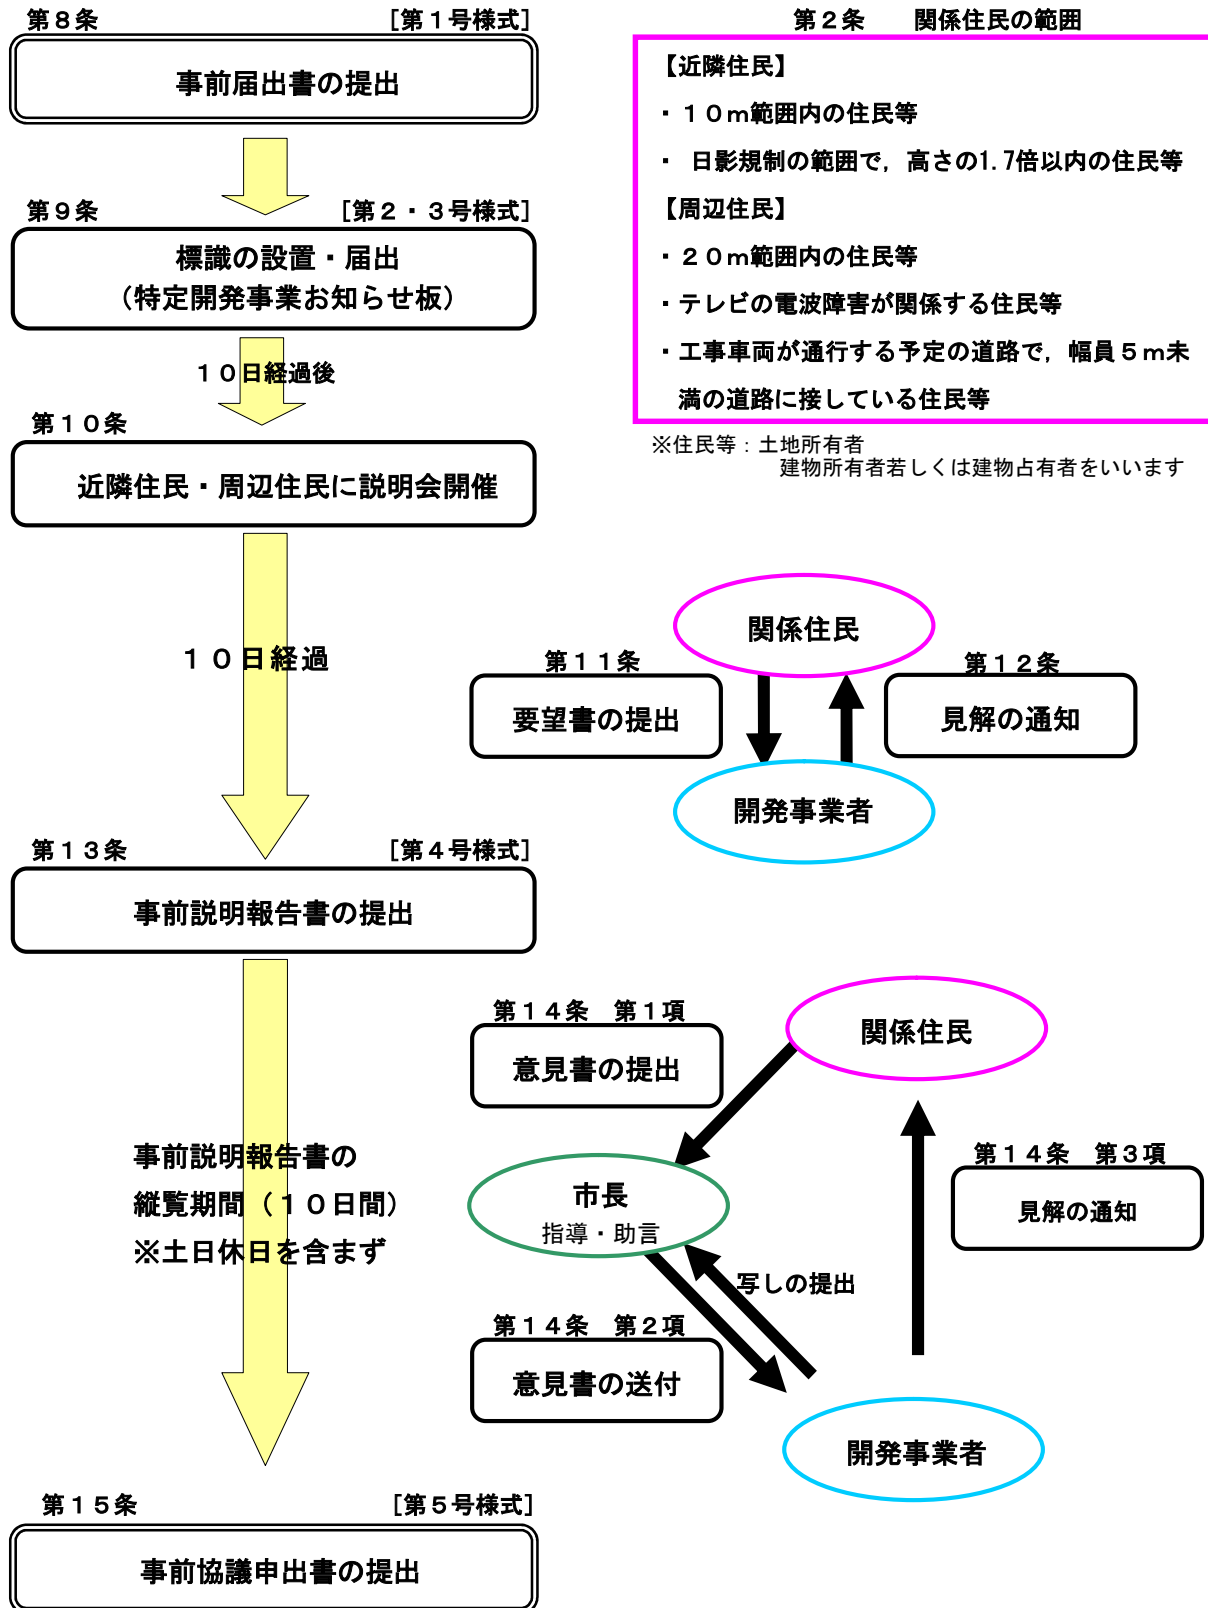 第８条　［第１号様式］
事前届出書の提出
第９条　［第２・３号様式］
標識の設置・届出
（特定開発事業お知らせ板）
１０日経過後
第１０条
近隣住民・周辺住民に説明会開催
１０日経過
第１３条　［第４号様式］
事前説明報告書の提出
事前説明報告書の
縦覧期間（１０日間）
※土日休日を含まず
第１５条　［第５号様式］
事前協議申出書の提出
第２条　　関係住民の範囲
【近隣住民】
・１０ｍ範囲内の住民等
・ 日影規制の範囲で，高さの1.7倍以内の住民等
【周辺住民】
・２０ｍ範囲内の住民等
・テレビの電波障害が関係する住民等
・工事車両が通行する予定の道路で，幅員５ｍ未
満の道路に接している住民等
※住民等：土地所有者
建物所有者若しくは建物占有者をいいます
関係住民
第１１条
要望書の提出
第１２条
見解の通知
開発事業者
第１４条　第１項
意見書の提出
関係住民
市長
指導・助言
第１４条　第３項
見解の通知
写しの提出
第１４条　第２項
意見書の送付
開発事業者